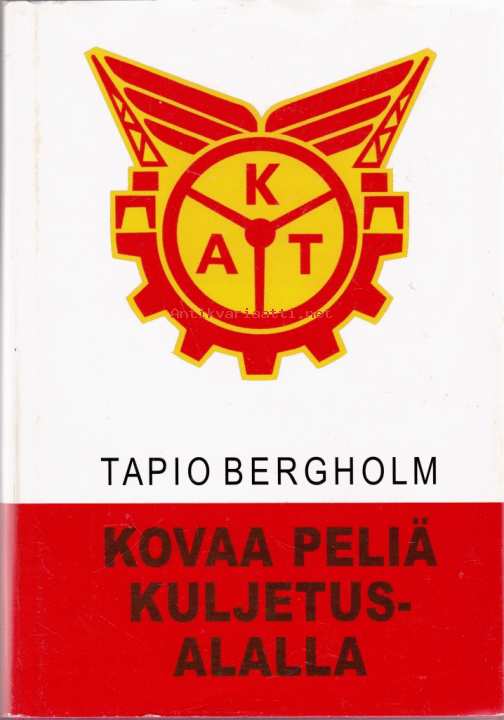 K
A T
Antikvariaatti.net
TAPIO BERGHOLM
KOVAA PELIÄ
KULJETUS-
ALALLA